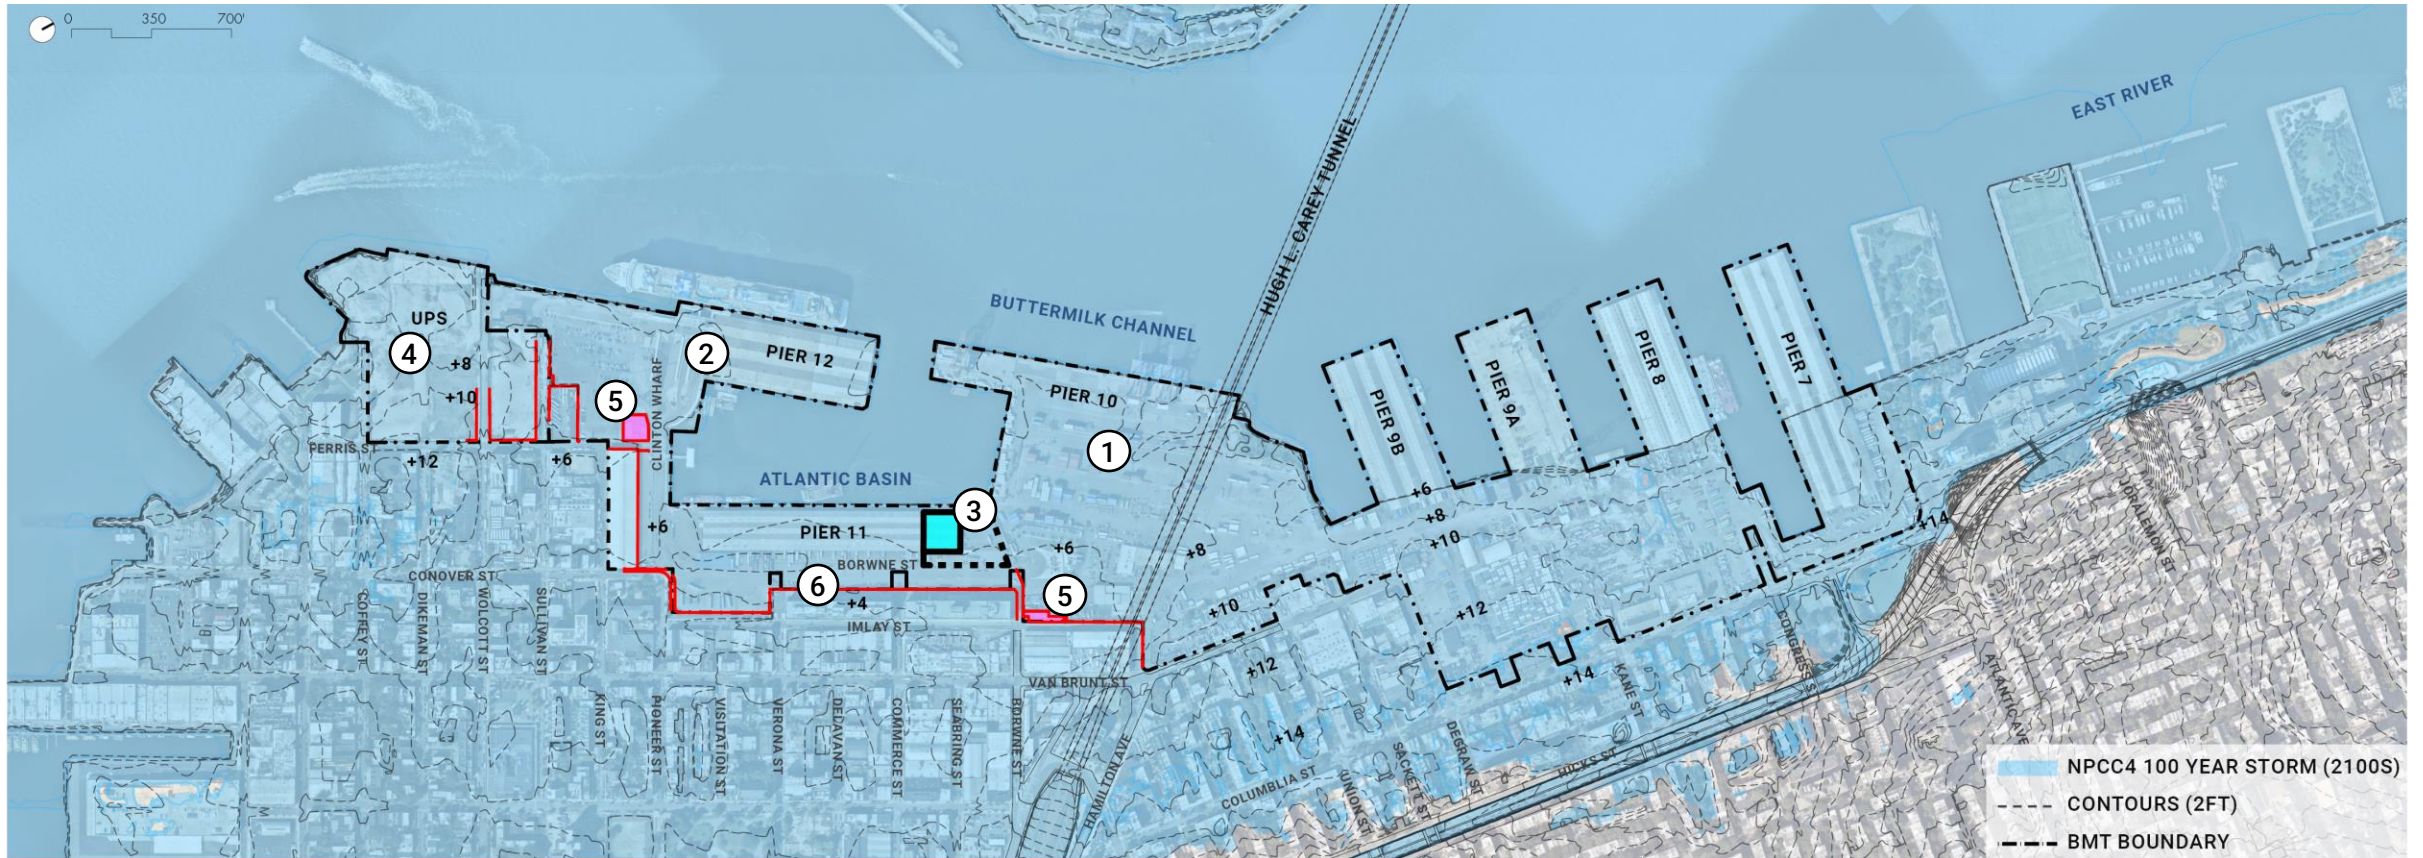 0 350 700'
EAST RIVER
HUGH L. CAREY TUNNEL
BUTTERMILK CHANNEL
UPS
4
+8
+10
2
PIER 12
CLINTON WHARF
5
PIER 10
1
PIER 9B
PIER 9A
PIER 8
PIER 7
FERRIS ST
+12
+6
ATLANTIC BASIN
3
+6
PIER 11
BORWNE ST
+6
+8
+6
+8
+10
+14
JORALEMON ST
CONOVER ST
6
+4
IMLAY ST
5
+10
+12
COFFREY ST
DIKEMAN ST
WOLCOTT ST
SULLIVAN ST
VAN BRUNT ST
+12
+14
KANE ST
CONGRESS ST
ATLANTIC AVE
KING ST
PIONEER ST
VISITATION ST
VERONA ST
DELAVAN ST
COMMERCE ST
SEABRING ST
BORWNE ST
HAMILTON AVE
+14
COLUMBLIA ST
UNION ST
SACKETT ST
DEGRAW ST
HICKS ST
NPCC4 100 YEAR STORM (2100S)
CONTOURS (2FT)
BMT BOUNDARY